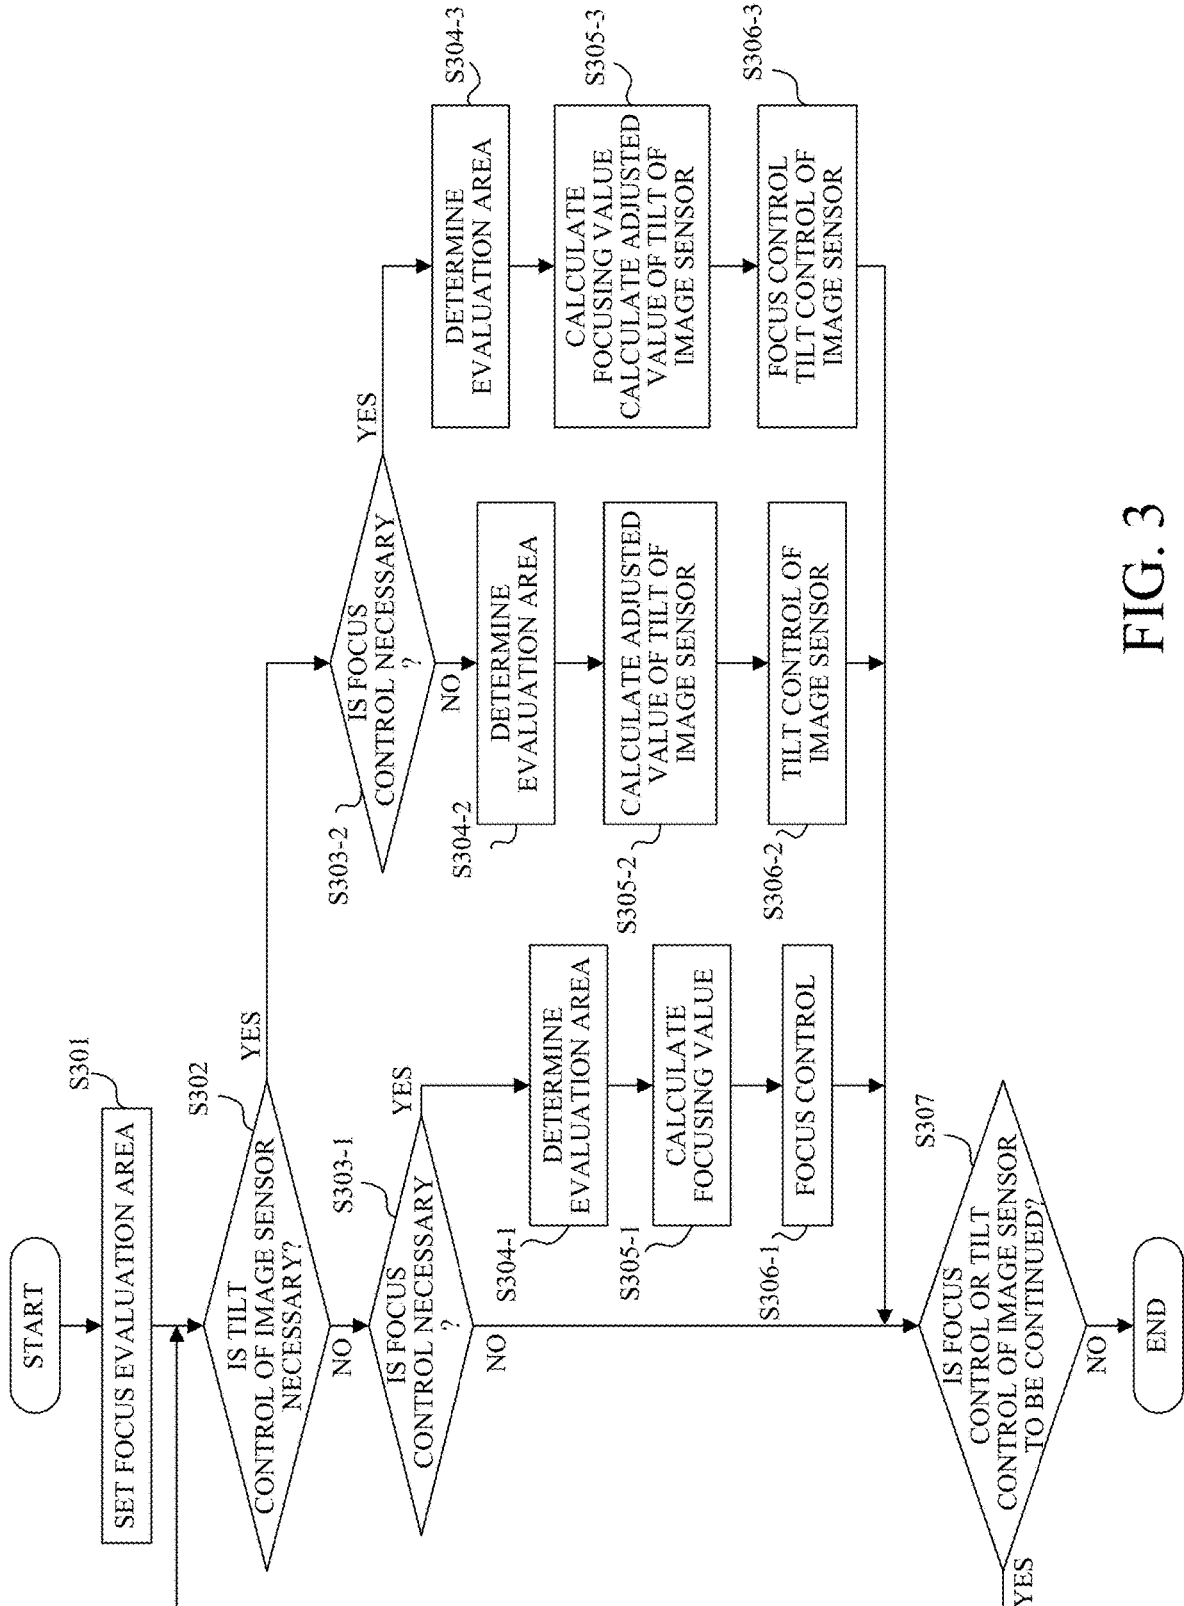 START
S301
SET FOCUS EVALUATION AREA
S302
IS TILT
CONTROL OF IMAGE SENSOR
NECESSARY?
YES
NO
S303-1
IS FOCUS
CONTROL NECESSARY
?
YES
NO
S304-1
DETERMINE
EVALUATION AREA
S305-1
CALCULATE
FOCUSING VALUE
S306-1
FOCUS CONTROL
S303-2
IS FOCUS
CONTROL NECESSARY
?
YES
NO
S304-2
DETERMINE
EVALUATION AREA
S305-2
CALCULATE ADJUSTED
VALUE OF TILT OF
IMAGE SENSOR
S306-2
TILT CONTROL OF
IMAGE SENSOR
S304-3
DETERMINE
EVALUATION AREA
S305-3
CALCULATE
FOCUSING VALUE
CALCULATE ADJUSTED
VALUE OF TILT OF
IMAGE SENSOR
S306-3
FOCUS CONTROL
TILT CONTROL OF
IMAGE SENSOR
S307
IS FOCUS
CONTROL OR TILT
CONTROL OF IMAGE SENSOR
TO BE CONTINUED?
YES
NO
END
FIG. 3